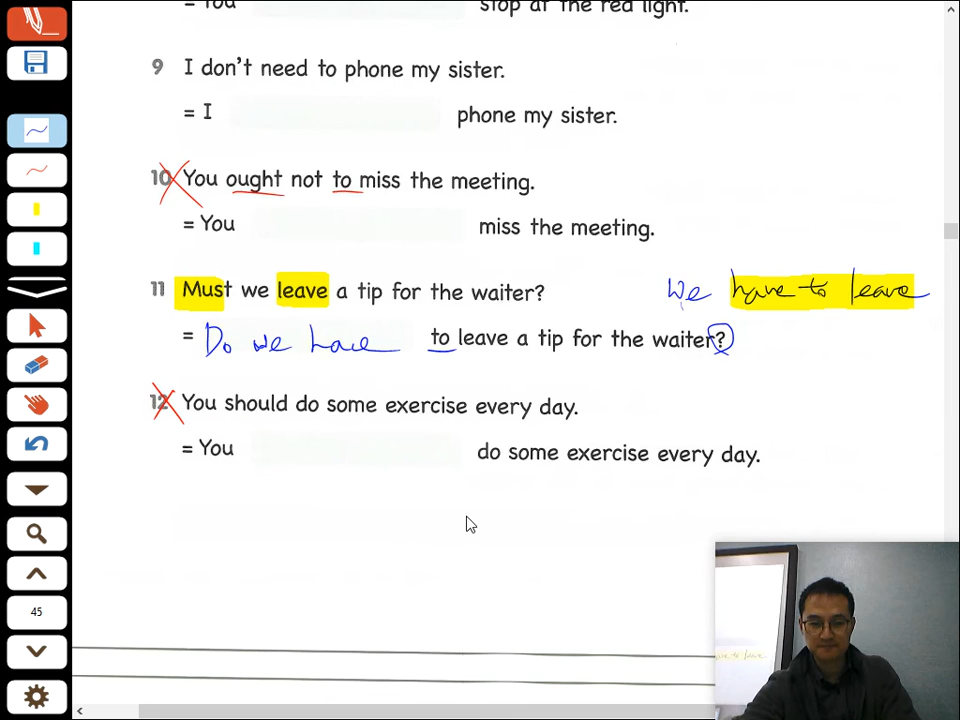 = You stop at the red light.
9 I don't need to phone my sister.
= I phone my sister.
10 You ought not to miss the meeting.
= You miss the meeting.
11 Must we leave a tip for the waiter? We have to leave
= Do we have to leave a tip for the waiter?
12 You should do some exercise every day.
= You do some exercise every day.
45